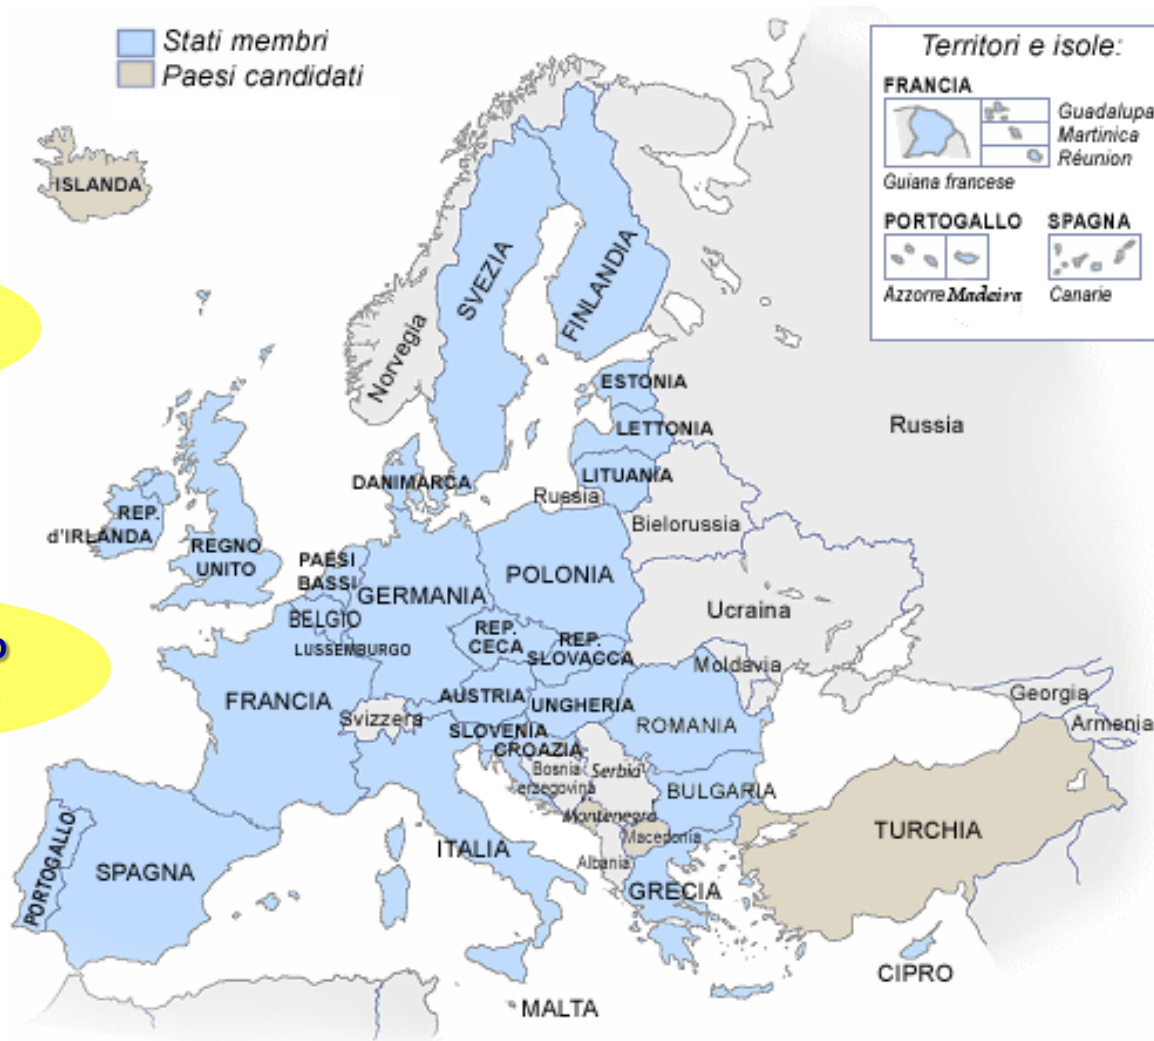 Stati membri
Paesi candidati
Territori e isole:
FRANCIA
Guadalupa
Martinica
Réunion
Guiana francese
PORTOGALLO
SPAGNA
Azzorre
Madeira
Canarie
ISLANDA
SVEZIA
FINLANDIA
Norvegia
ESTONIA
Russia
LETTONIA
LITUANIA
DANIMARCA
Russia
REP.
d'IRLANDA
Bielorussia
REGNO
UNITO
PAESI
BASSI
POLONIA
GERMANIA
Ucraina
BELGIO
REP.
CECA
REP.
SLOVACCA
LUSSEMBURGO
Moldavia
FRANCIA
AUSTRIA
UNGHERIA
Georgia
Svizzera
ROMANIA
Armenia
SLOVENIA
CROAZIA
Bosnia
Serbia
BULGARIA
Montenegro
Macedonia
TURCHIA
ITALIA
Albania
PORTOGALLO
SPAGNA
GRECIA
CIPRO
MALTA